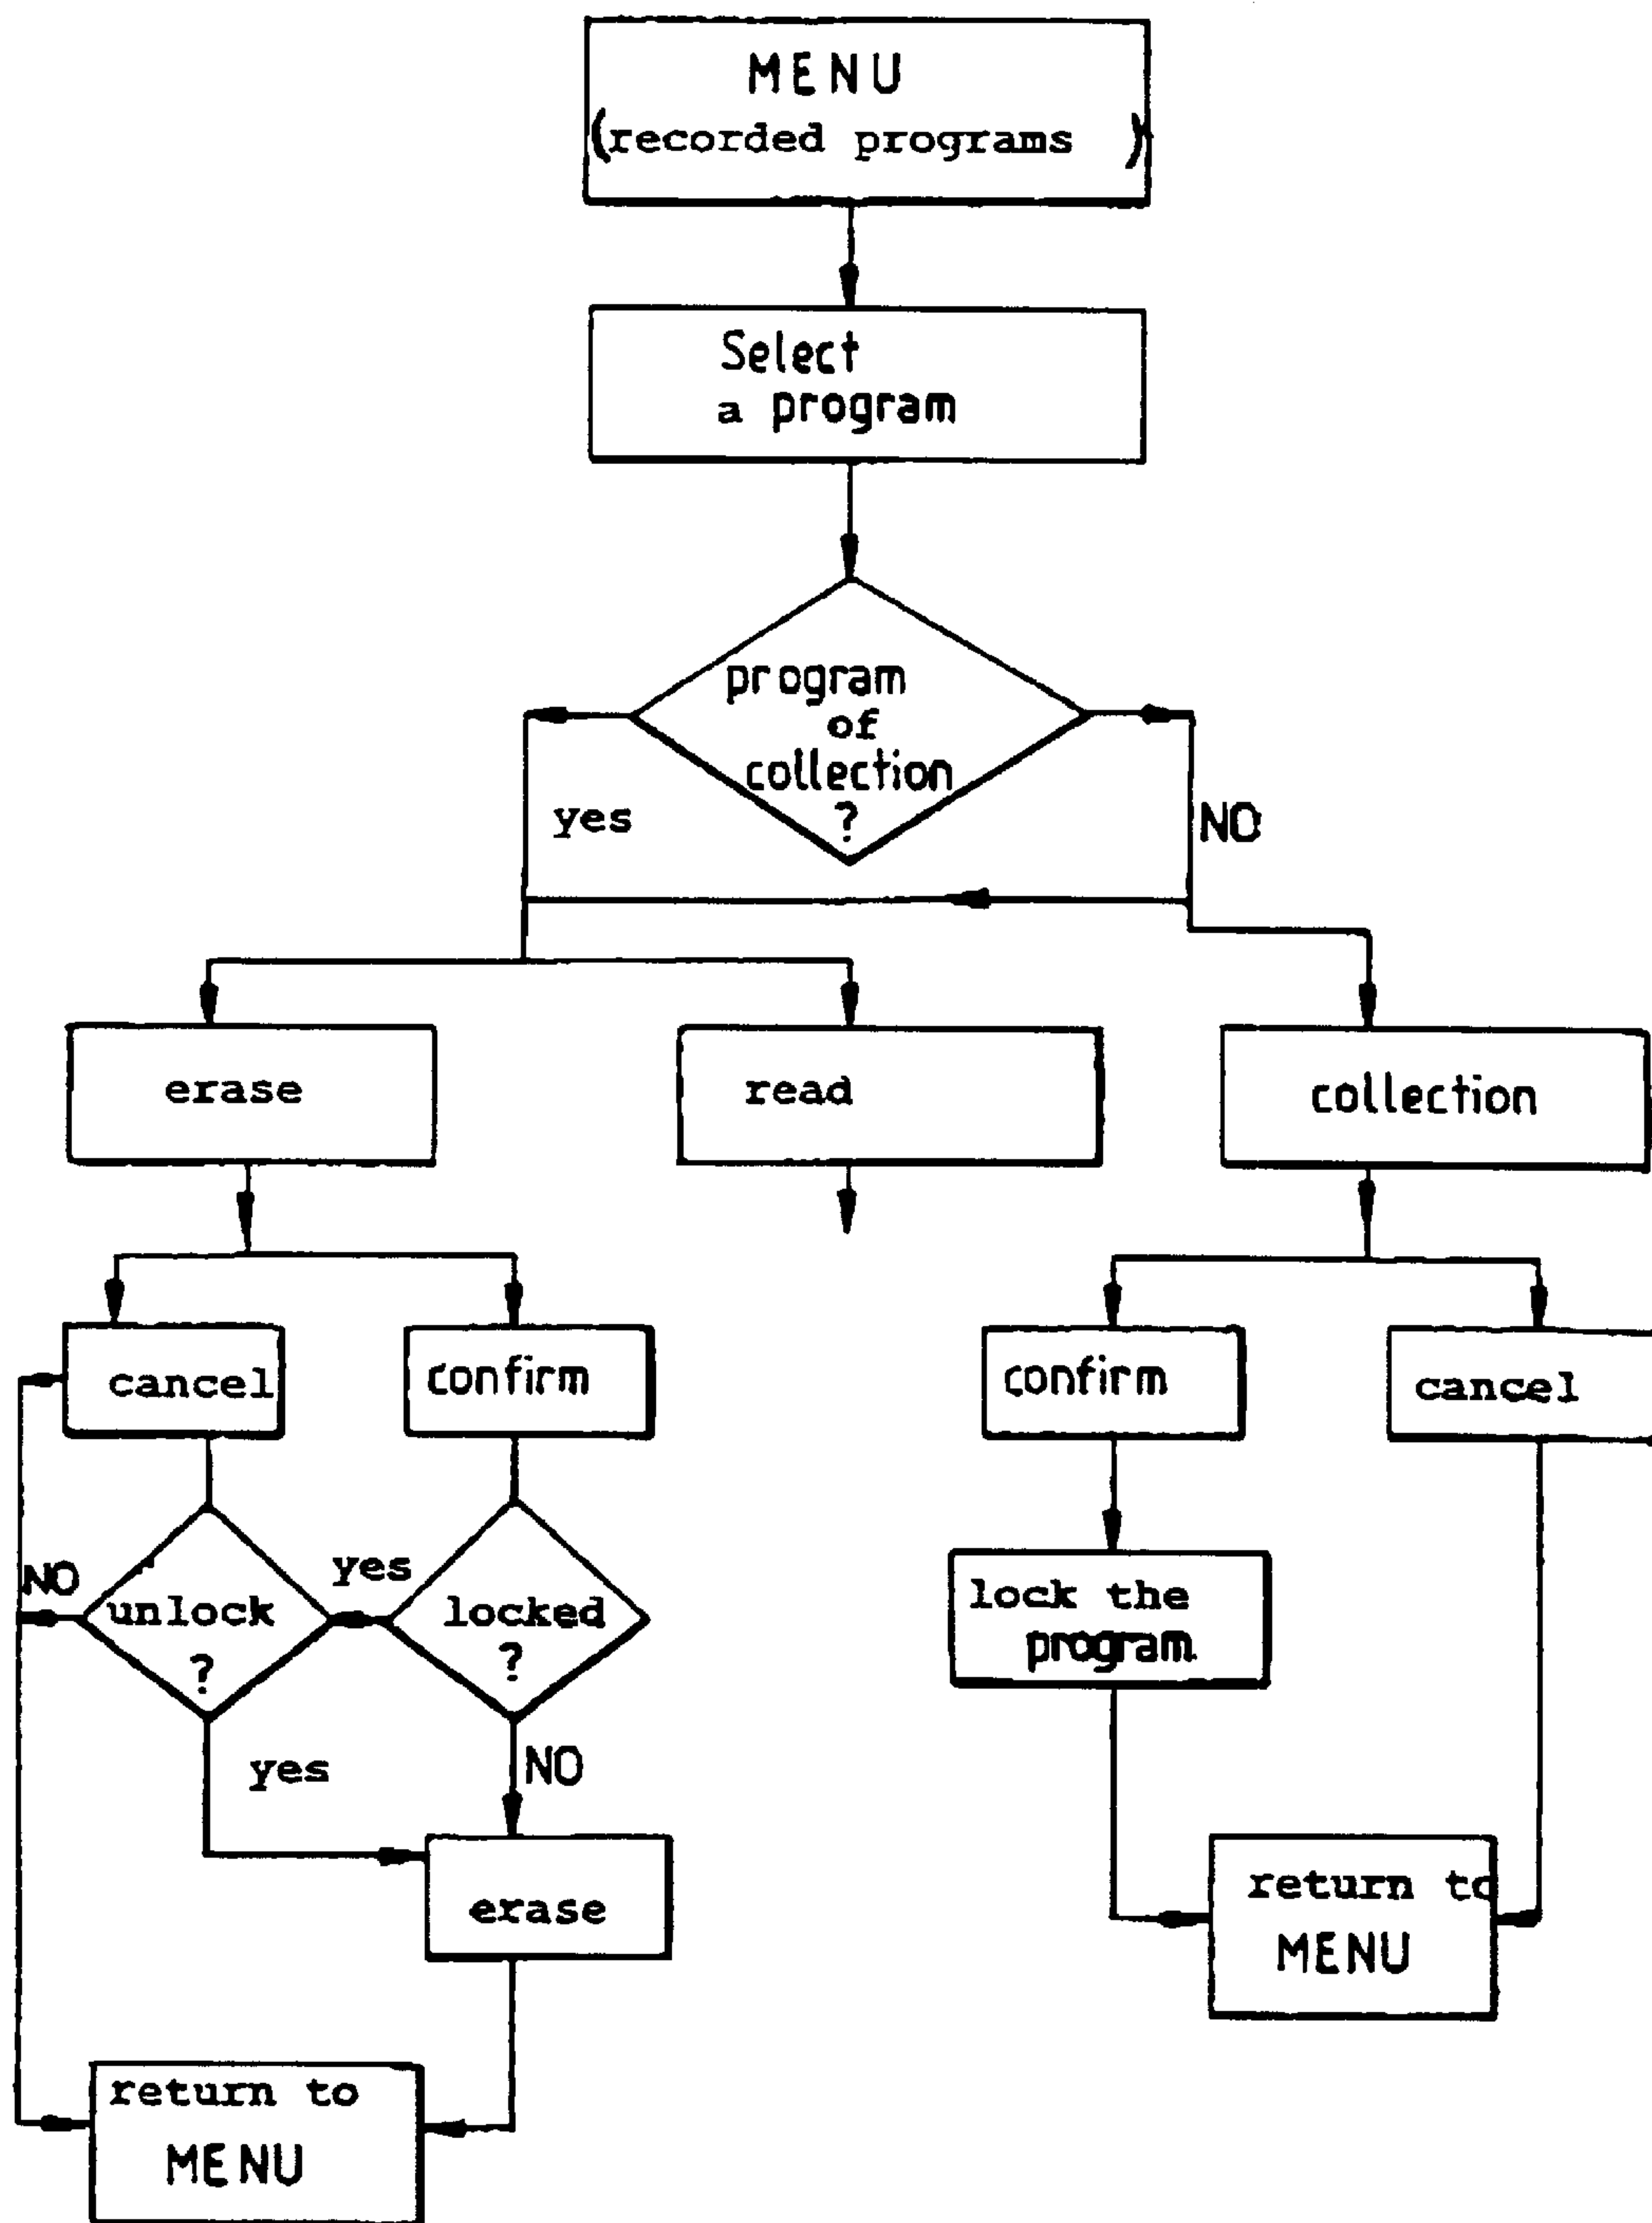 MENU
(recorded programs )
Select
a program
program
of
collection
?
yes
NO
erase
read
collection
cancel
confirm
confirm
cancel
NO
unlock
?
yes
locked
?
lock the
program
yes
NO
erase
return to
MENU
return to
MENU